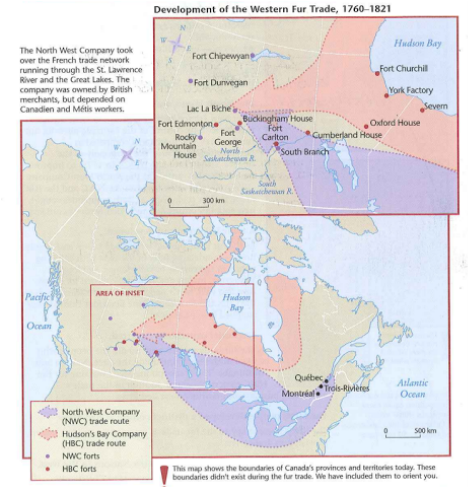 Development of the Western Fur Trade, 1760–1821
The North West Company took
over the French trade network
running through the St. Lawrence
River and the Great Lakes. The
company was owned by British
merchants, but depended on
Canadien and Métis workers.
N
W
E
S
Hudson Bay
Fort Chipewyan
Fort Churchill
Fort Dunvegan
York Factory
Severn
Lac La Biche
Buckingham House
Fort Edmonton
Fort
Carlton
Oxford House
Rocky
Mountain
House
Fort
George
Cumberland House
North
Saskatchewan R.
South Branch
South
Saskatchewan R.
0 300 km
N
W
E
S
AREA OF INSET
Pacific
Ocean
Hudson
Bay
Québec
Trois-Rivières
Montréal
Atlantic
Ocean
North West Company
(NWC) trade route
Hudson's Bay Company
(HBC) trade route
NWC forts
HBC forts
0 500 km
This map shows the boundaries of Canada's provinces and territories today. These
boundaries didn't exist during the fur trade. We have included them to orient you.